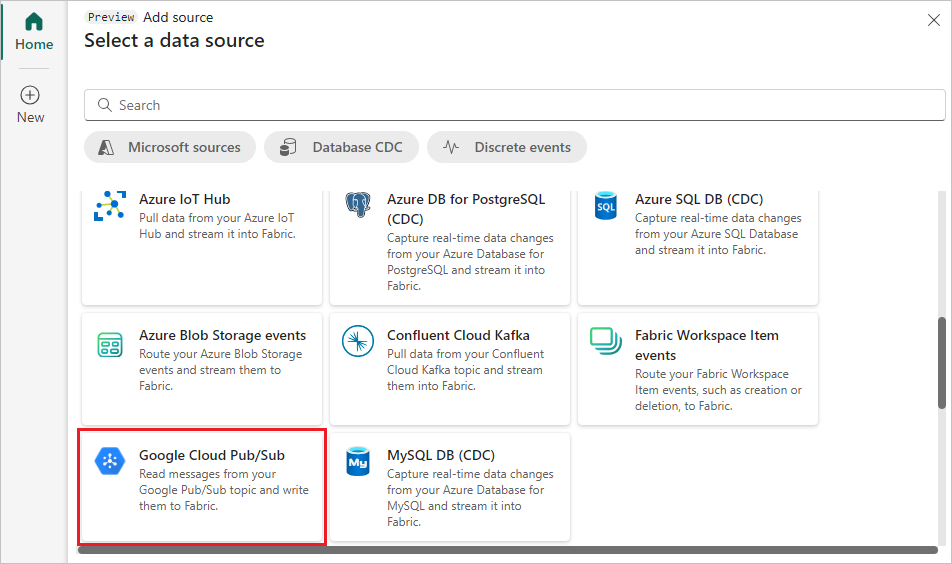 Preview Add source
Select a data source
Home
New
Search
Microsoft sources
Database CDC
Discrete events
Azure IoT Hub
Pull data from your Azure IoT
Hub and stream it into Fabric.
Azure DB for PostgreSQL
(CDC)
Capture real-time data changes
from your Azure Database for
PostgreSQL and stream it into
Fabric.
Azure SQL DB (CDC)
Capture real-time data changes
from your Azure SQL Database
and stream it into Fabric.
SQL
Azure Blob Storage events
Route your Azure Blob Storage
events and stream them to
Fabric.
Confluent Cloud Kafka
Pull data from your Confluent
Cloud Kafka topic and stream
them into Fabric.
Fabric Workspace Item
events
Route your Fabric Workspace
Item events, such as creation or
deletion, to Fabric.
Google Cloud Pub/Sub
Read messages from your
Google Pub/Sub topic and write
them to Fabric.
My
MySQL DB (CDC)
Capture real-time data changes
from your Azure Database for
MySQL and stream it into
Fabric.